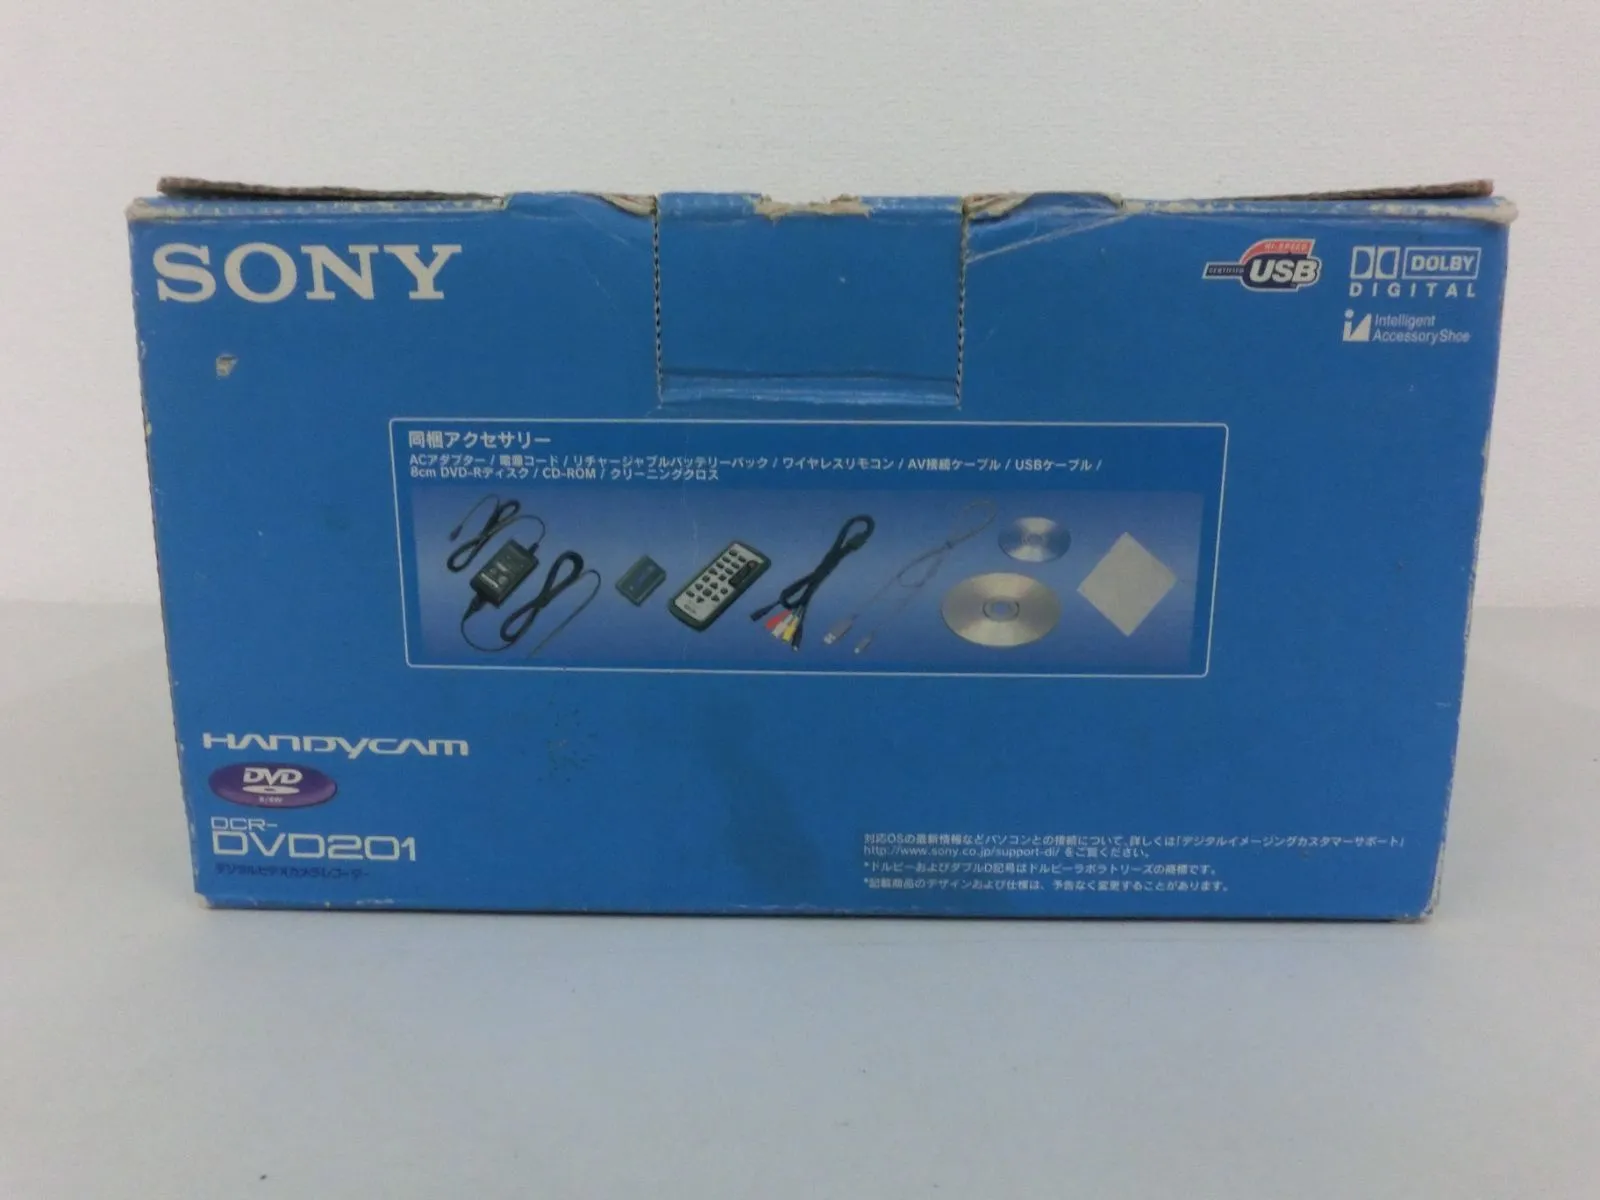 SONY
HI-SPEED
CERTIFIED USB
DOLBY
DIGITAL
Intelligent
AccessoryShoe
同梱アクセサリー
ACアダプター / 電源コード / リチャージャブルバッテリーパック / ワイヤレスリモコン / AV接続ケーブル / USBケーブル /
8cm DVD-Rディスク / CD-ROM / クリーニングクロス
HANDYCAM
DVD
DCR-
DVD201
デジタルビデオカメラレコーダー
対応OSの最新情報などパソコンとの接続について、詳しくは「デジタルイメージングカスタマーサポート」
http://www.sony.co.jp/support-di/ をご覧ください。
*ドルビーおよびダブルD記号はドルビーラボラトリーズの商標です。
*記載商品のデザインおよび仕様は、予告なく変更することがあります。